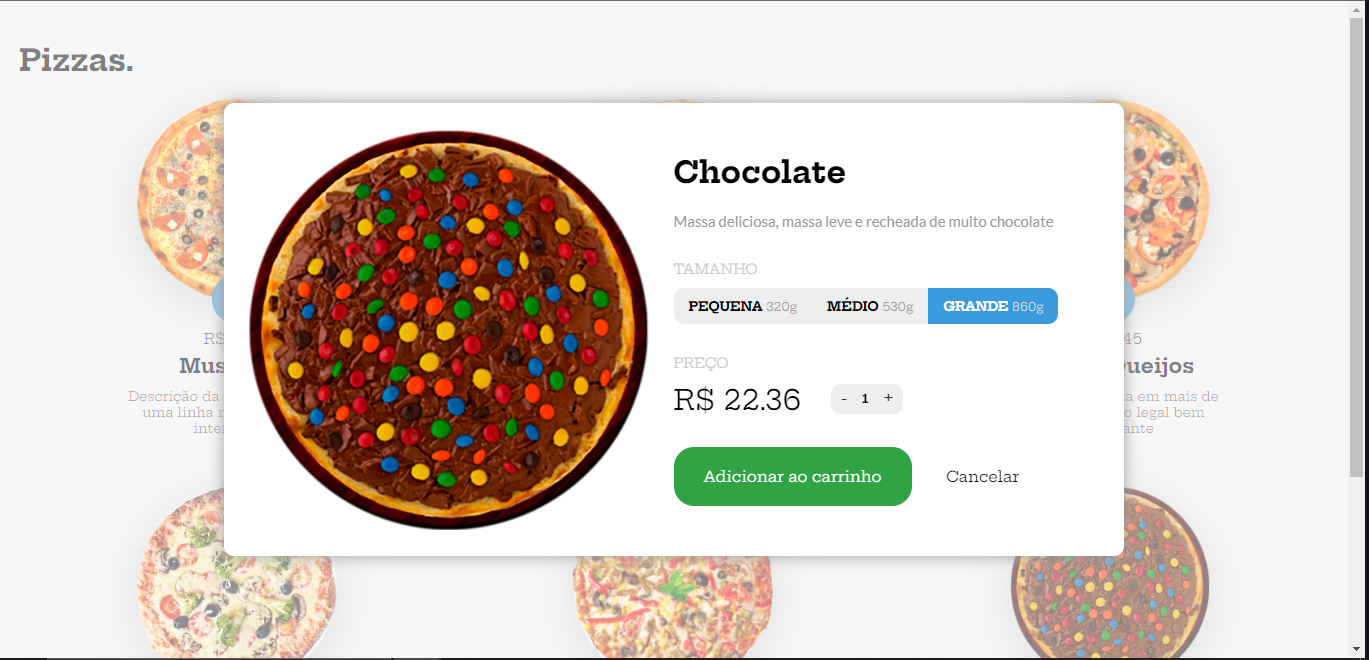 Pizzas.
Chocolate
Massa deliciosa, massa leve e recheada de muito chocolate
TAMANHO
PEQUENA 320g MÉDIO 530g GRANDE 860g
PREÇO
R$ 22.36 - 1 +
Adicionar ao carrinho Cancelar
R$ 45
Mus ueijos
Descrição da a em mais de
uma linha o legal bem
inte ante